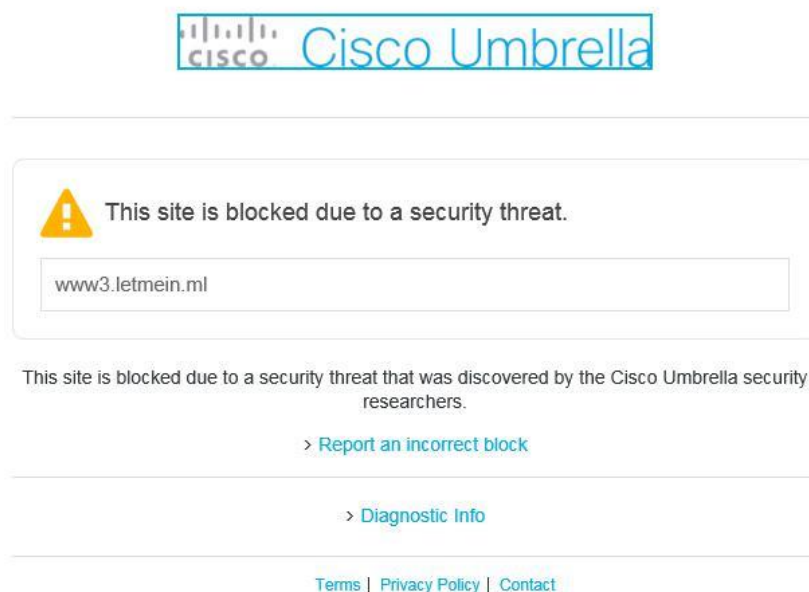 CISCO Cisco Umbrella
This site is blocked due to a security threat.
www3.letmein.ml
This site is blocked due to a security threat that was discovered by the Cisco Umbrella security
researchers.
> Report an incorrect block
> Diagnostic Info
Terms | Privacy Policy | Contact